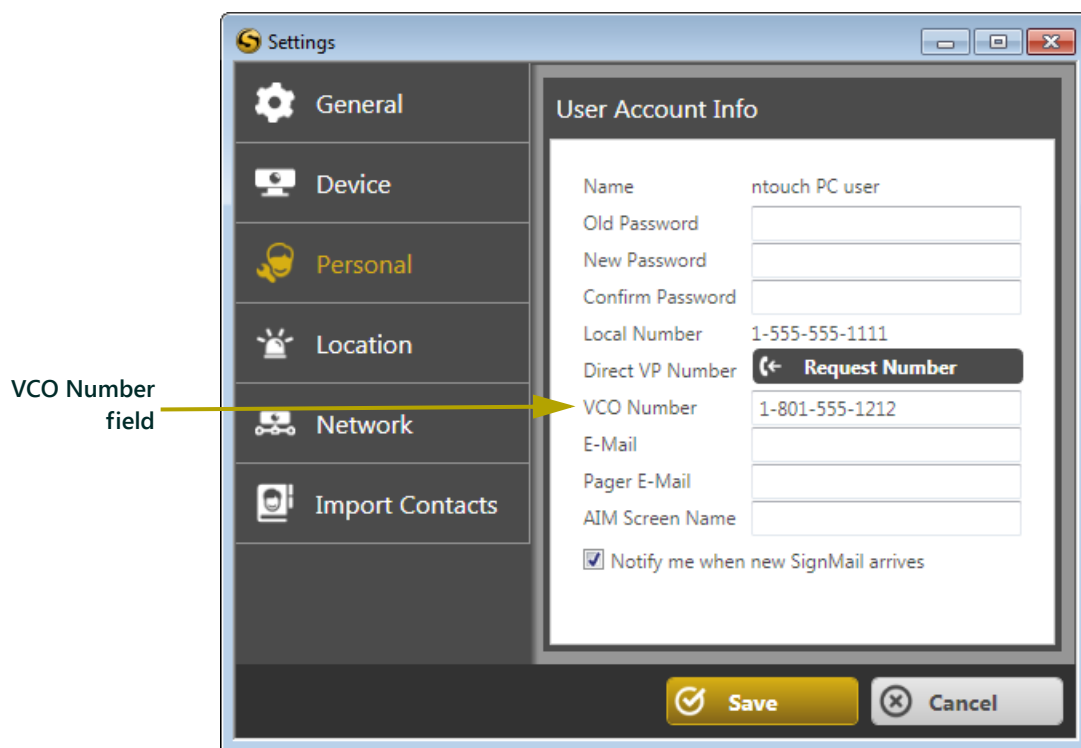 Settings
General
Device
Personal
Location
Network
Import Contacts
VCO Number
field
User Account Info
Name ntouch PC user
Old Password
New Password
Confirm Password
Local Number 1-555-555-1111
Direct VP Number Request Number
VCO Number 1-801-555-1212
E-Mail
Pager E-Mail
AIM Screen Name
Notify me when new SignMail arrives
Save Cancel